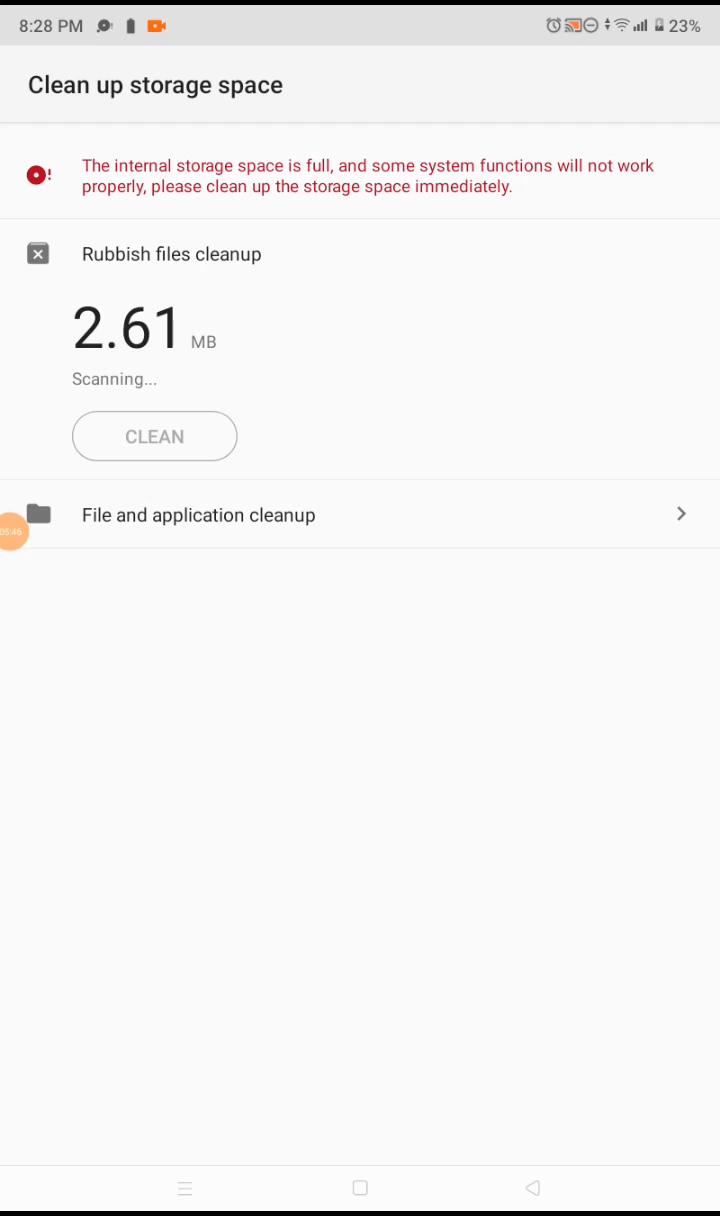 8:28 PM 23%
Clean up storage space
The internal storage space is full, and some system functions will not work
properly, please clean up the storage space immediately.
Rubbish files cleanup
2.61 MB
Scanning...
CLEAN
File and application cleanup
05:46